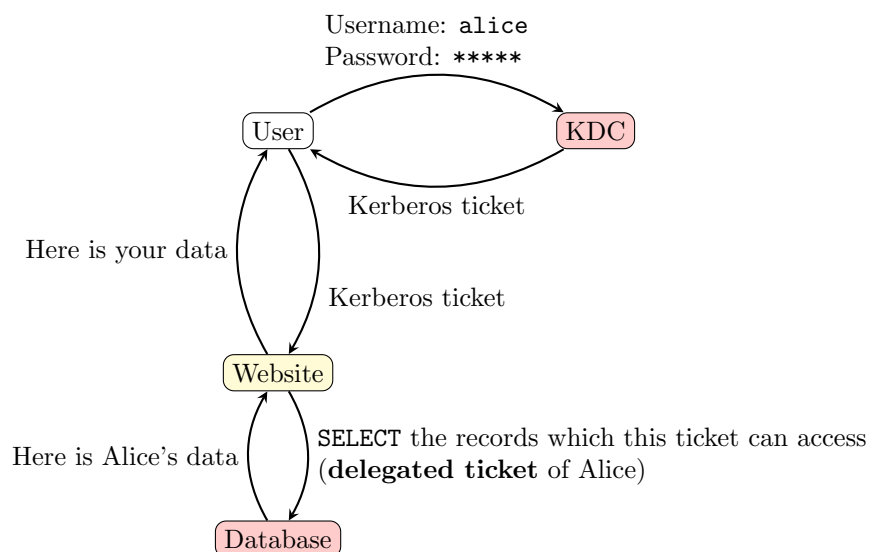 Username: alice
Password: *****
User
KDC
Kerberos ticket
Here is your data
Kerberos ticket
Website
SELECT the records which this ticket can access
(delegated ticket of Alice)
Here is Alice's data
Database